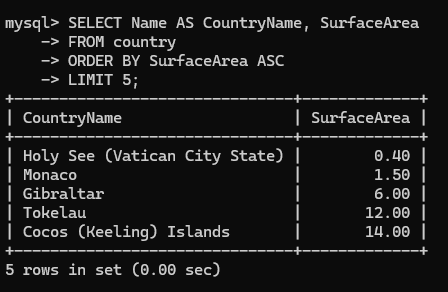 mysql> SELECT Name AS CountryName, SurfaceArea
    -> FROM country
    -> ORDER BY SurfaceArea ASC
    -> LIMIT 5;
+------------------------------+-------------+
| CountryName                  | SurfaceArea |
+------------------------------+-------------+
| Holy See (Vatican City State) |        0.40 |
| Monaco                       |        1.50 |
| Gibraltar                    |        6.00 |
| Tokelau                      |       12.00 |
| Cocos (Keeling) Islands      |       14.00 |
+------------------------------+-------------+
5 rows in set (0.00 sec)